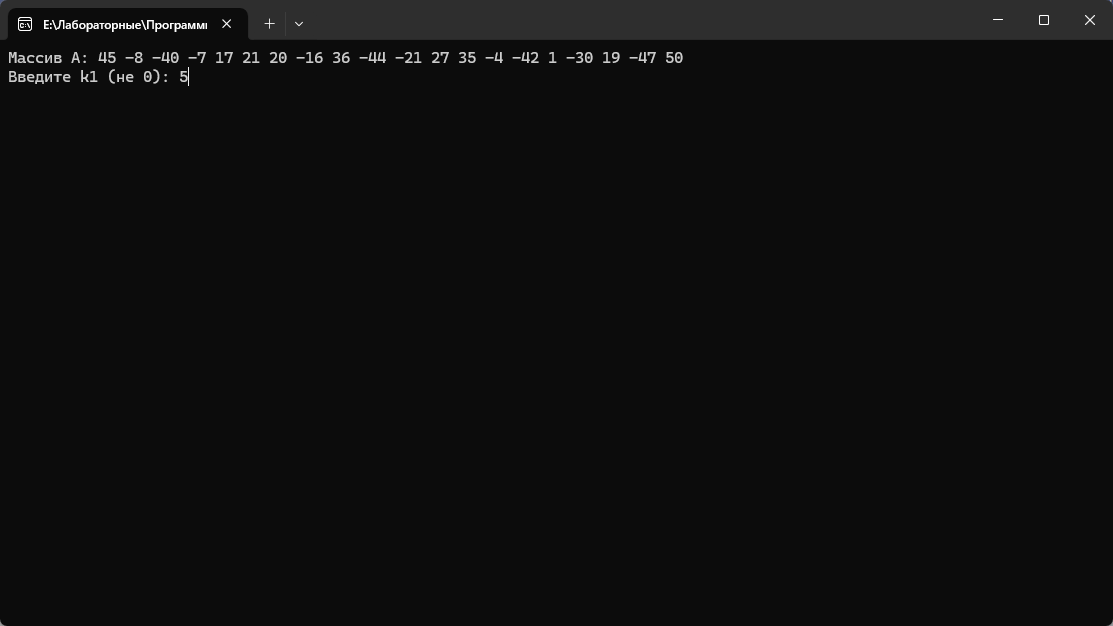 E:\Лабораторные\Программи
Массив A: 45 -8 -40 -7 17 21 20 -16 36 -44 -21 27 35 -4 -42 1 -30 19 -47 50
Введите k1 (не 0): 5